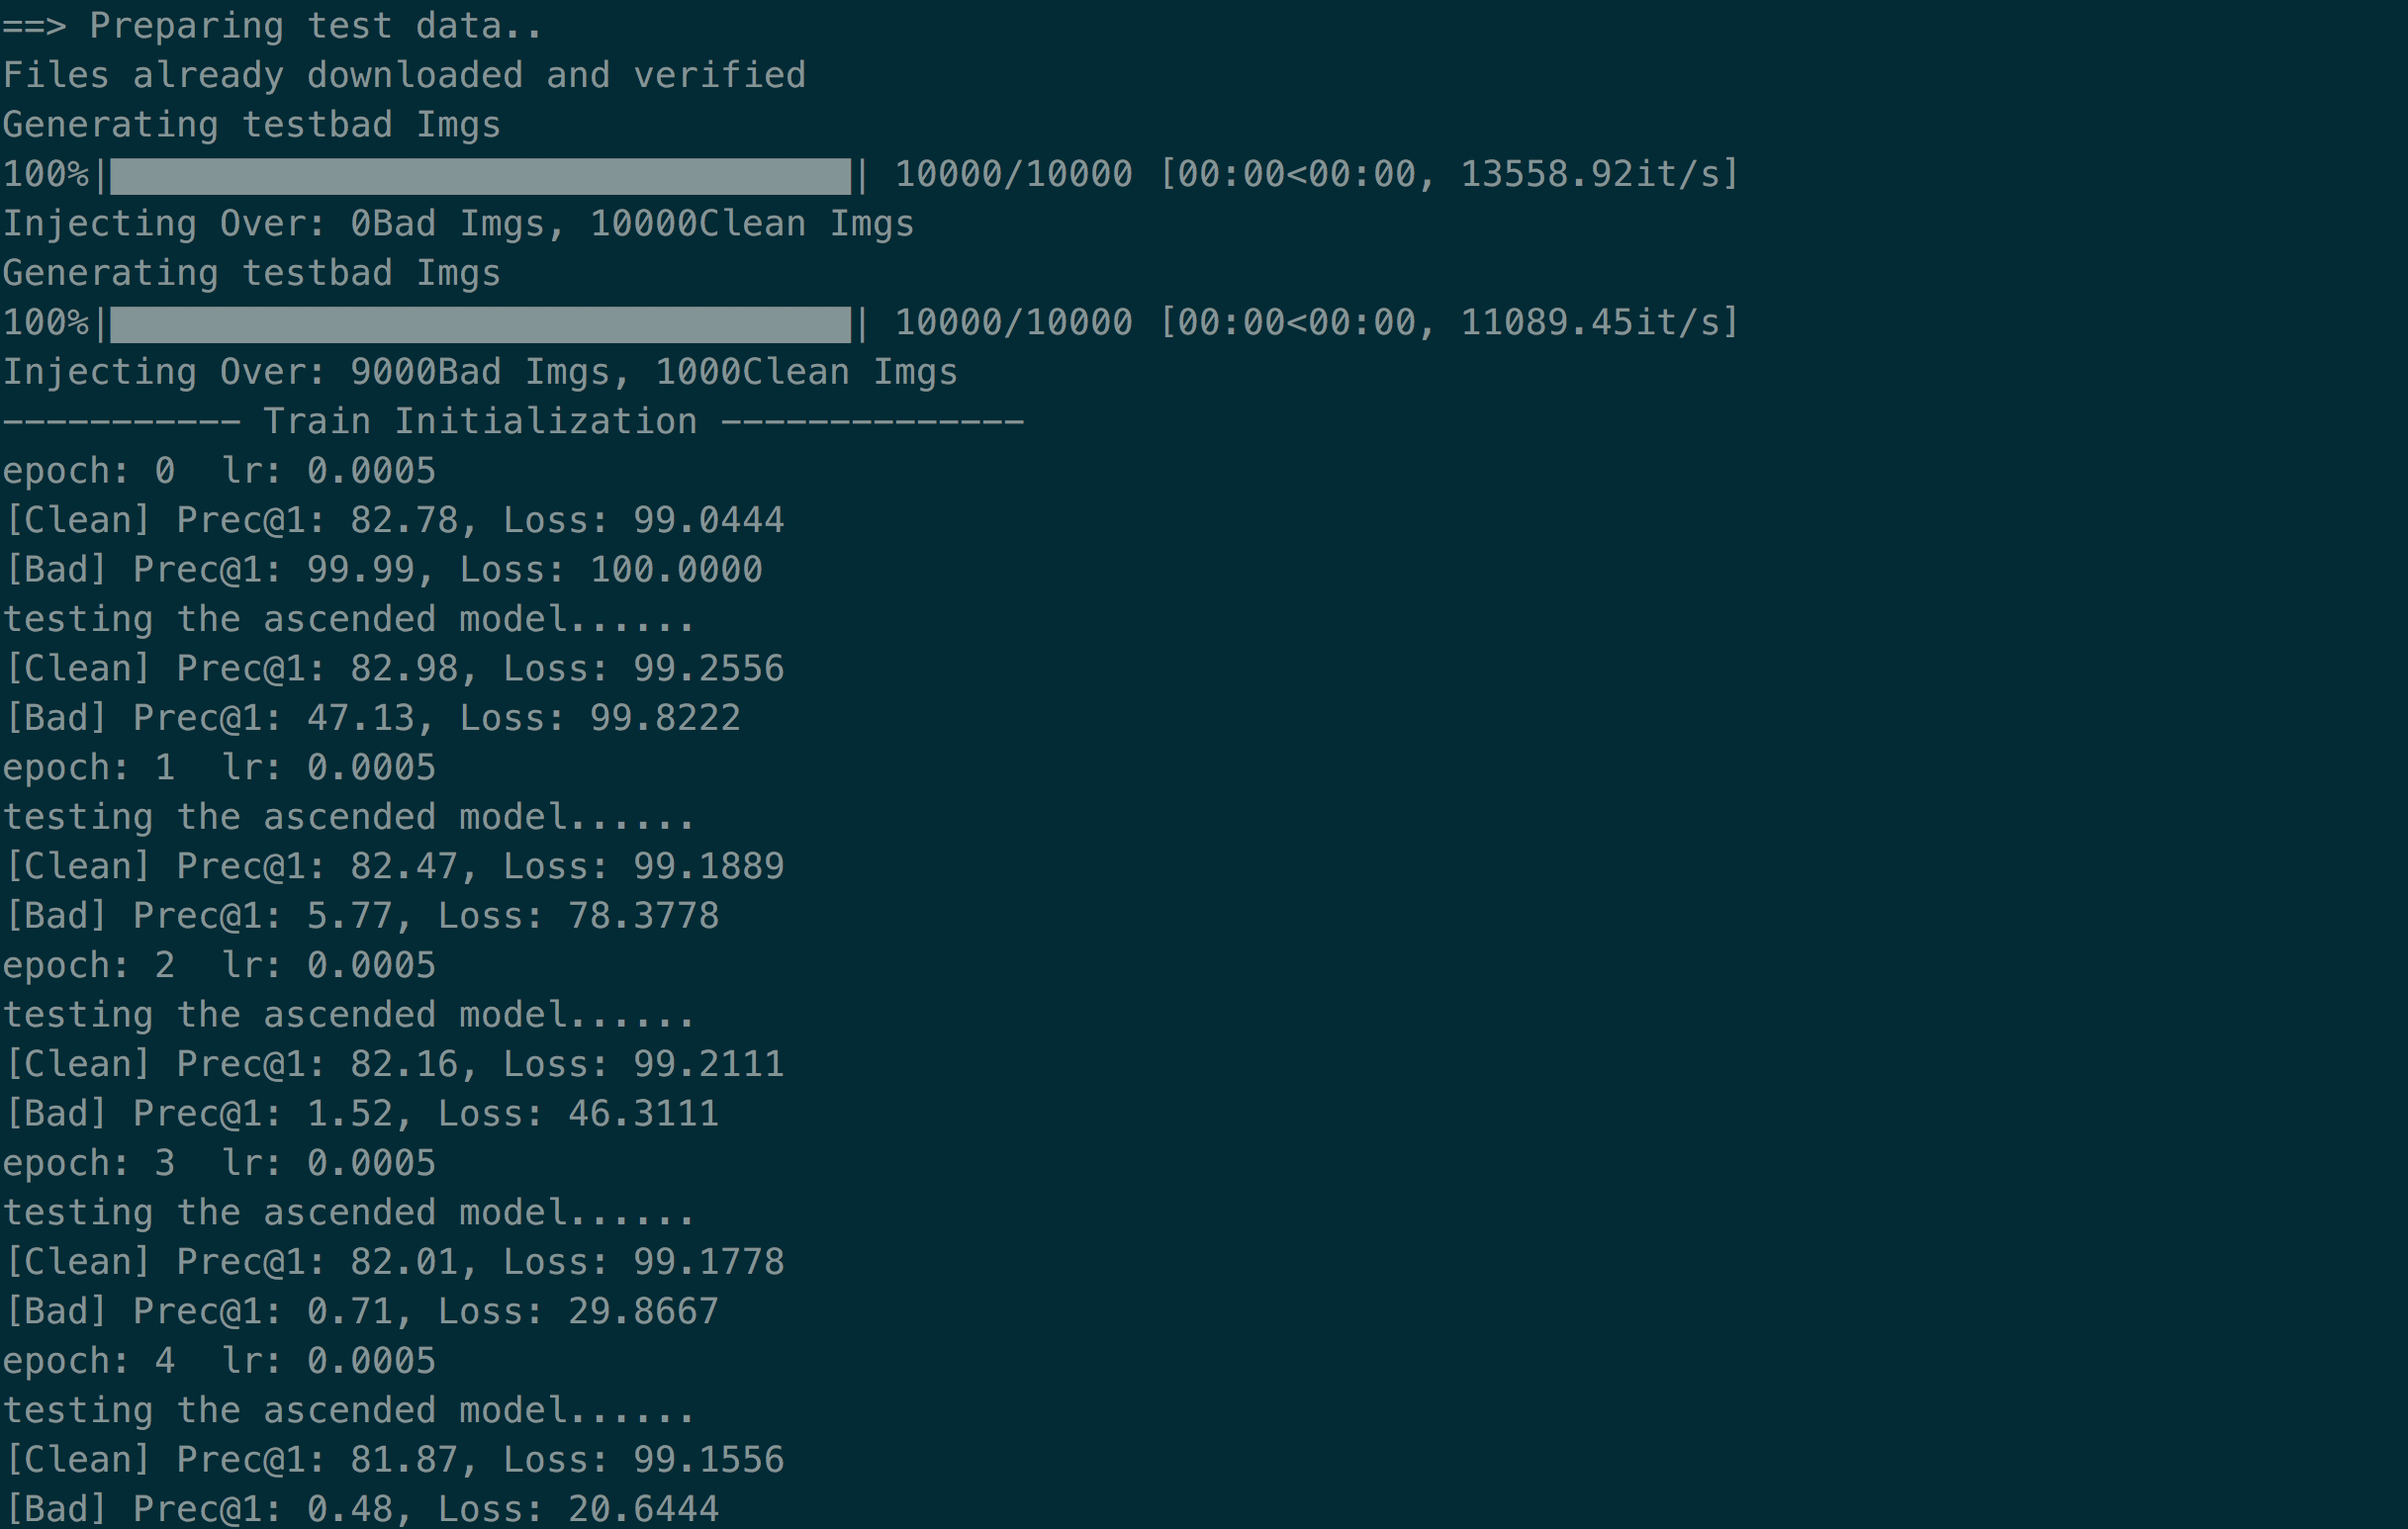 ==> Preparing test data..
Files already downloaded and verified
Generating testbad Imgs
100%|██████████████████████████████████| 10000/10000 [00:00<00:00, 13558.92it/s]
Injecting Over: 0Bad Imgs, 10000Clean Imgs
Generating testbad Imgs
100%|██████████████████████████████████| 10000/10000 [00:00<00:00, 11089.45it/s]
Injecting Over: 9000Bad Imgs, 1000Clean Imgs
----------- Train Initialization --------------
epoch: 0  lr: 0.0005
[Clean] Prec@1: 82.78, Loss: 99.0444
[Bad] Prec@1: 99.99, Loss: 100.0000
testing the ascended model......
[Clean] Prec@1: 82.98, Loss: 99.2556
[Bad] Prec@1: 47.13, Loss: 99.8222
epoch: 1  lr: 0.0005
testing the ascended model......
[Clean] Prec@1: 82.47, Loss: 99.1889
[Bad] Prec@1: 5.77, Loss: 78.3778
epoch: 2  lr: 0.0005
testing the ascended model......
[Clean] Prec@1: 82.16, Loss: 99.2111
[Bad] Prec@1: 1.52, Loss: 46.3111
epoch: 3  lr: 0.0005
testing the ascended model......
[Clean] Prec@1: 82.01, Loss: 99.1778
[Bad] Prec@1: 0.71, Loss: 29.8667
epoch: 4  lr: 0.0005
testing the ascended model......
[Clean] Prec@1: 81.87, Loss: 99.1556
[Bad] Prec@1: 0.48, Loss: 20.6444